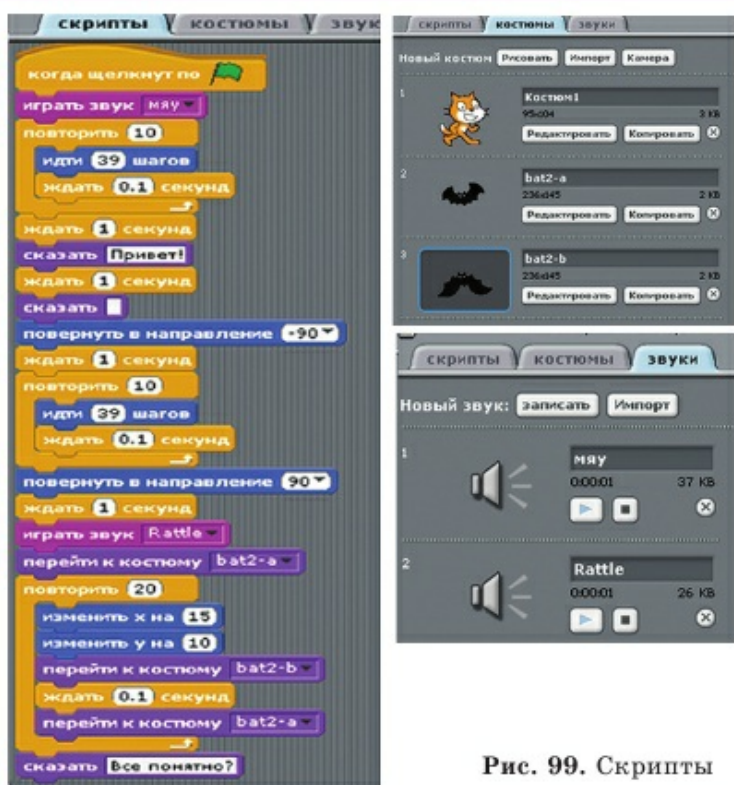 скрипты костюмы звук
когда щелкнут по
играть звук мяу
повторить 10
идти 39 шагов
ждать 0.1 секунд
ждать 1 секунд
сказать Привет!
ждать 1 секунд
сказать
повернуть в направление -90
ждать 1 секунд
повторить 10
идти 39 шагов
ждать 0.1 секунд
повернуть в направление 90
ждать 1 секунд
играть звук Rattle
перейти к костюму bat2-a
повторить 20
изменить х на 15
изменить у на 10
перейти к костюму bat2-b
ждать 0.1 секунд
перейти к костюму bat2-a
сказать Все понятно?
скрипты костюмы звуки
Новый костюм Рисовать Импорт Камера
1
Костюм1
3 KB
Редактировать Копировать
2
bat2-a
2 KB
Редактировать Копировать
3
bat2-b
2 KB
Редактировать Копировать
скрипты костюмы звуки
Новый звук: записать Импорт
1
мяу
0:00:01 37 KB
2
Rattle
0:00:01 26 KB
Рис. 99. Скрипты